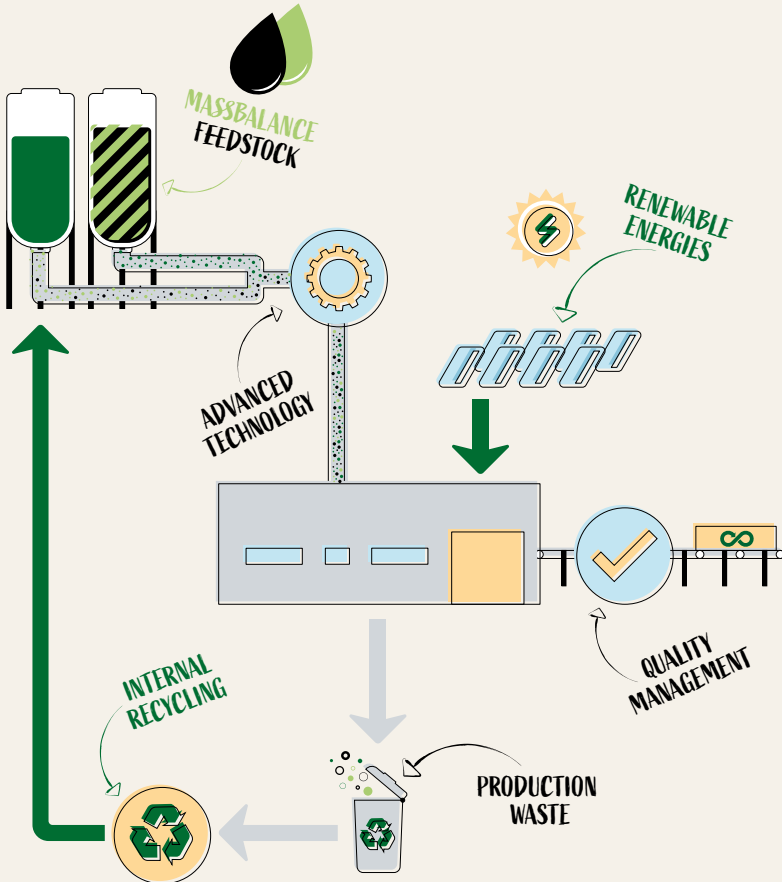 MASSBALANCE
FEEDSTOCK
RENEWABLE
ENERGIES
ADVANCED
TECHNOLOGY
QUALITY
MANAGEMENT
INTERNAL
RECYCLING
PRODUCTION
WASTE